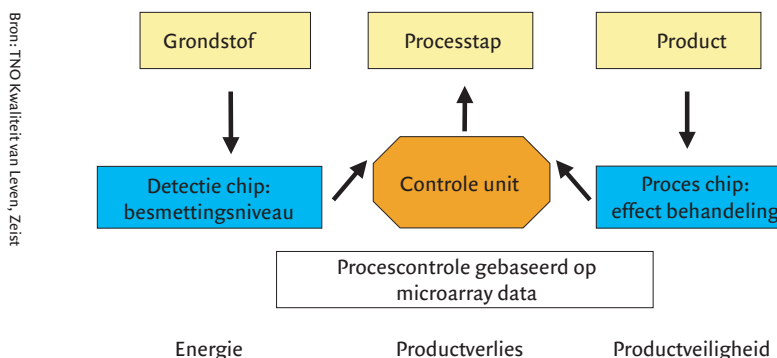 Bron: TNO Kwaliteit van Leven, Zeist
Grondstof
Processtap
Product
Detectie chip:
besmettingsniveau
Controle unit
Proces chip:
effect behandeling
Procescontrole gebaseerd op
microarray data
Energie
Productverlies
Productveiligheid